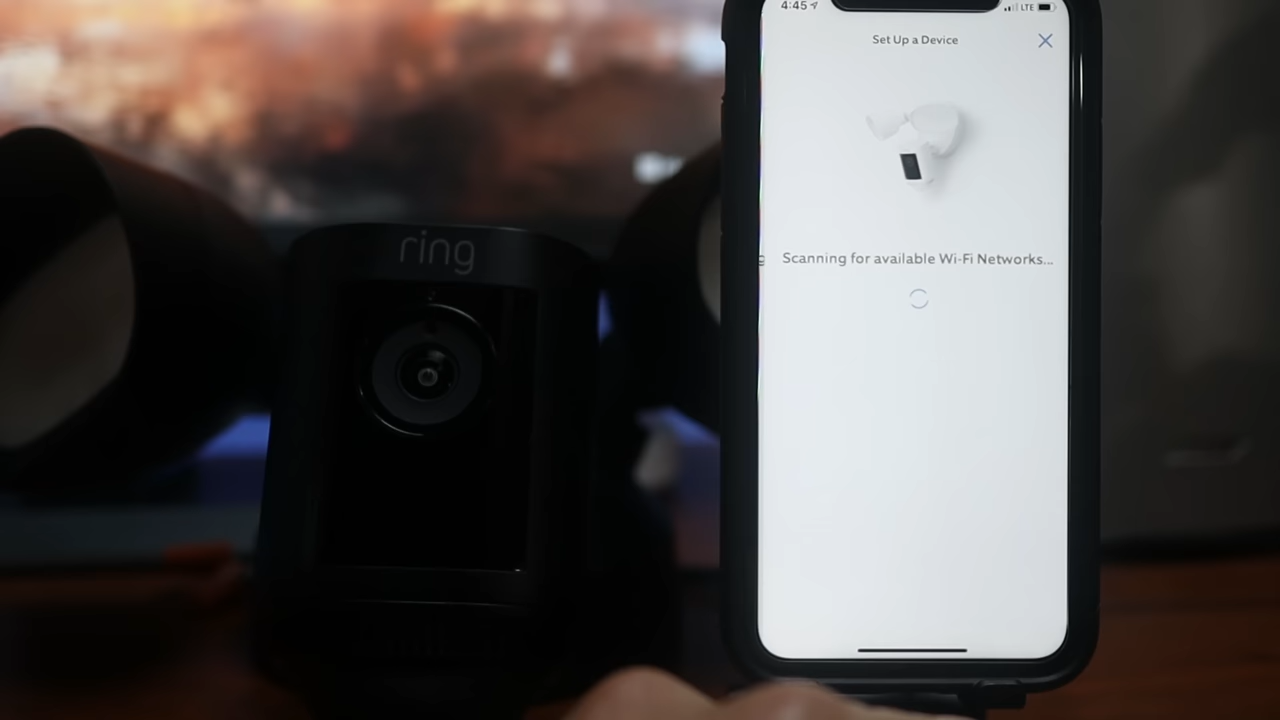 4:45
LTE
Set Up a Device
ring
Scanning for available Wi-Fi Networks...